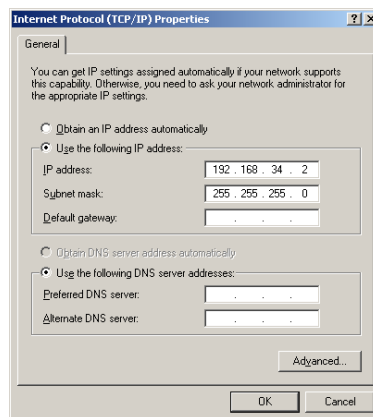 Internet Protocol (TCP/IP) Properties
General
You can get IP settings assigned automatically if your network supports
this capability. Otherwise, you need to ask your network administrator for
the appropriate IP settings.
Obtain an IP address automatically
Use the following IP address:
IP address: 192 . 168 . 34 . 2
Subnet mask: 255 . 255 . 255 . 0
Default gateway: . . .
Obtain DNS server address automatically
Use the following DNS server addresses:
Preferred DNS server: . . .
Alternate DNS server: . . .
Advanced...
OK Cancel